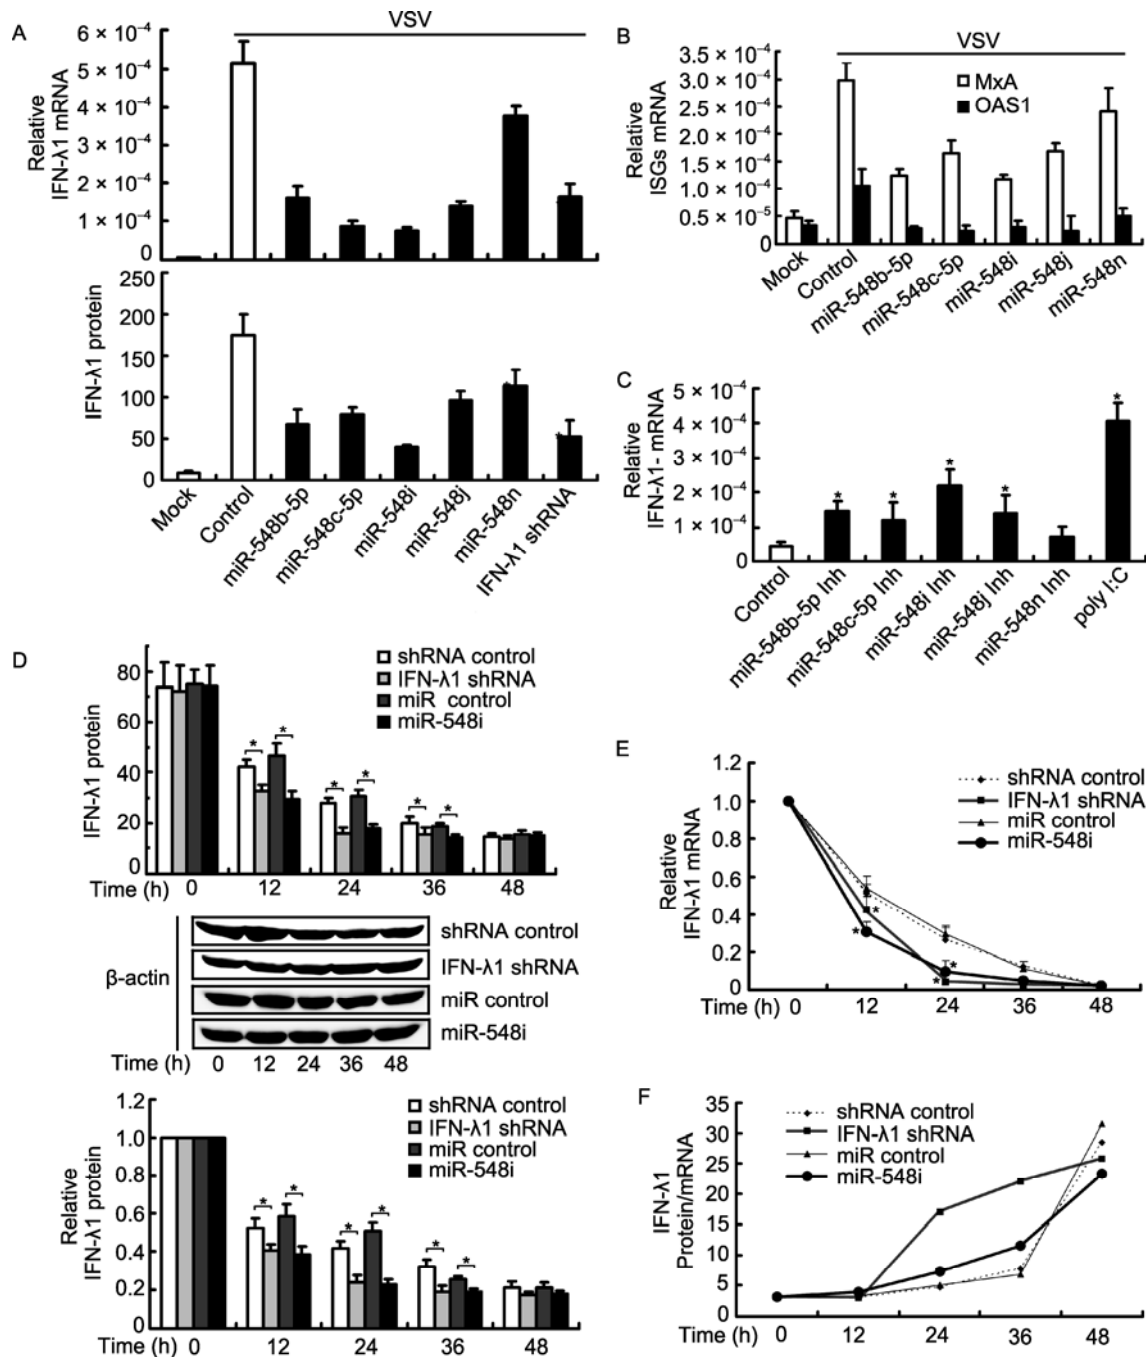 A
VSV
Relative
IFN-λ1 mRNA
6 × 10⁻⁴
5 × 10⁻⁴
4 × 10⁻⁴
3 × 10⁻⁴
2 × 10⁻⁴
1 × 10⁻⁴
0
IFN-λ1 protein
250
200
150
100
50
0
Mock
Control
miR-548b-5p
miR-548c-5p
miR-548i
miR-548j
miR-548n
IFN-λ1 shRNA
B
VSV
Relative
ISGs mRNA
3.5 × 10⁻⁴
2.5 × 10⁻⁴
2.0 × 10⁻⁴
1.5 × 10⁻⁴
1.0 × 10⁻⁴
0.5 × 10⁻⁵
0
MxA
OAS1
Mock
Control
miR-548b-5p
miR-548c-5p
miR-548i
miR-548j
miR-548n
C
Relative
IFN-λ1- mRNA
5 × 10⁻⁴
4 × 10⁻⁴
3 × 10⁻⁴
2 × 10⁻⁴
1 × 10⁻⁴
0
* * * * *
Control
miR-548b-5p Inh
miR-548c-5p Inh
miR-548i Inh
miR-548j Inh
miR-548n Inh
poly I:C
D
IFN-λ1 protein
80
60
40
20
0
shRNA control
IFN-λ1 shRNA
miR control
miR-548i
* * * * * *
Time (h) 0 12 24 36 48
β-actin
shRNA control
IFN-λ1 shRNA
miR control
miR-548i
Time (h) 0 12 24 36 48
Relative
IFN-λ1 protein
1.2
1.0
0.8
0.6
0.4
0.2
0
shRNA control
IFN-λ1 shRNA
miR control
miR-548i
* * * * * *
Time (h) 0 12 24 36 48
E
Relative
IFN-λ1 mRNA
1.2
1.0
0.8
0.6
0.4
0.2
0
shRNA control
IFN-λ1 shRNA
miR control
miR-548i
* * * *
Time (h) 0 12 24 36 48
F
IFN-λ1
Protein/mRNA
35
30
25
20
15
10
5
0
shRNA control
IFN-λ1 shRNA
miR control
miR-548i
Time (h) 0 12 24 36 48